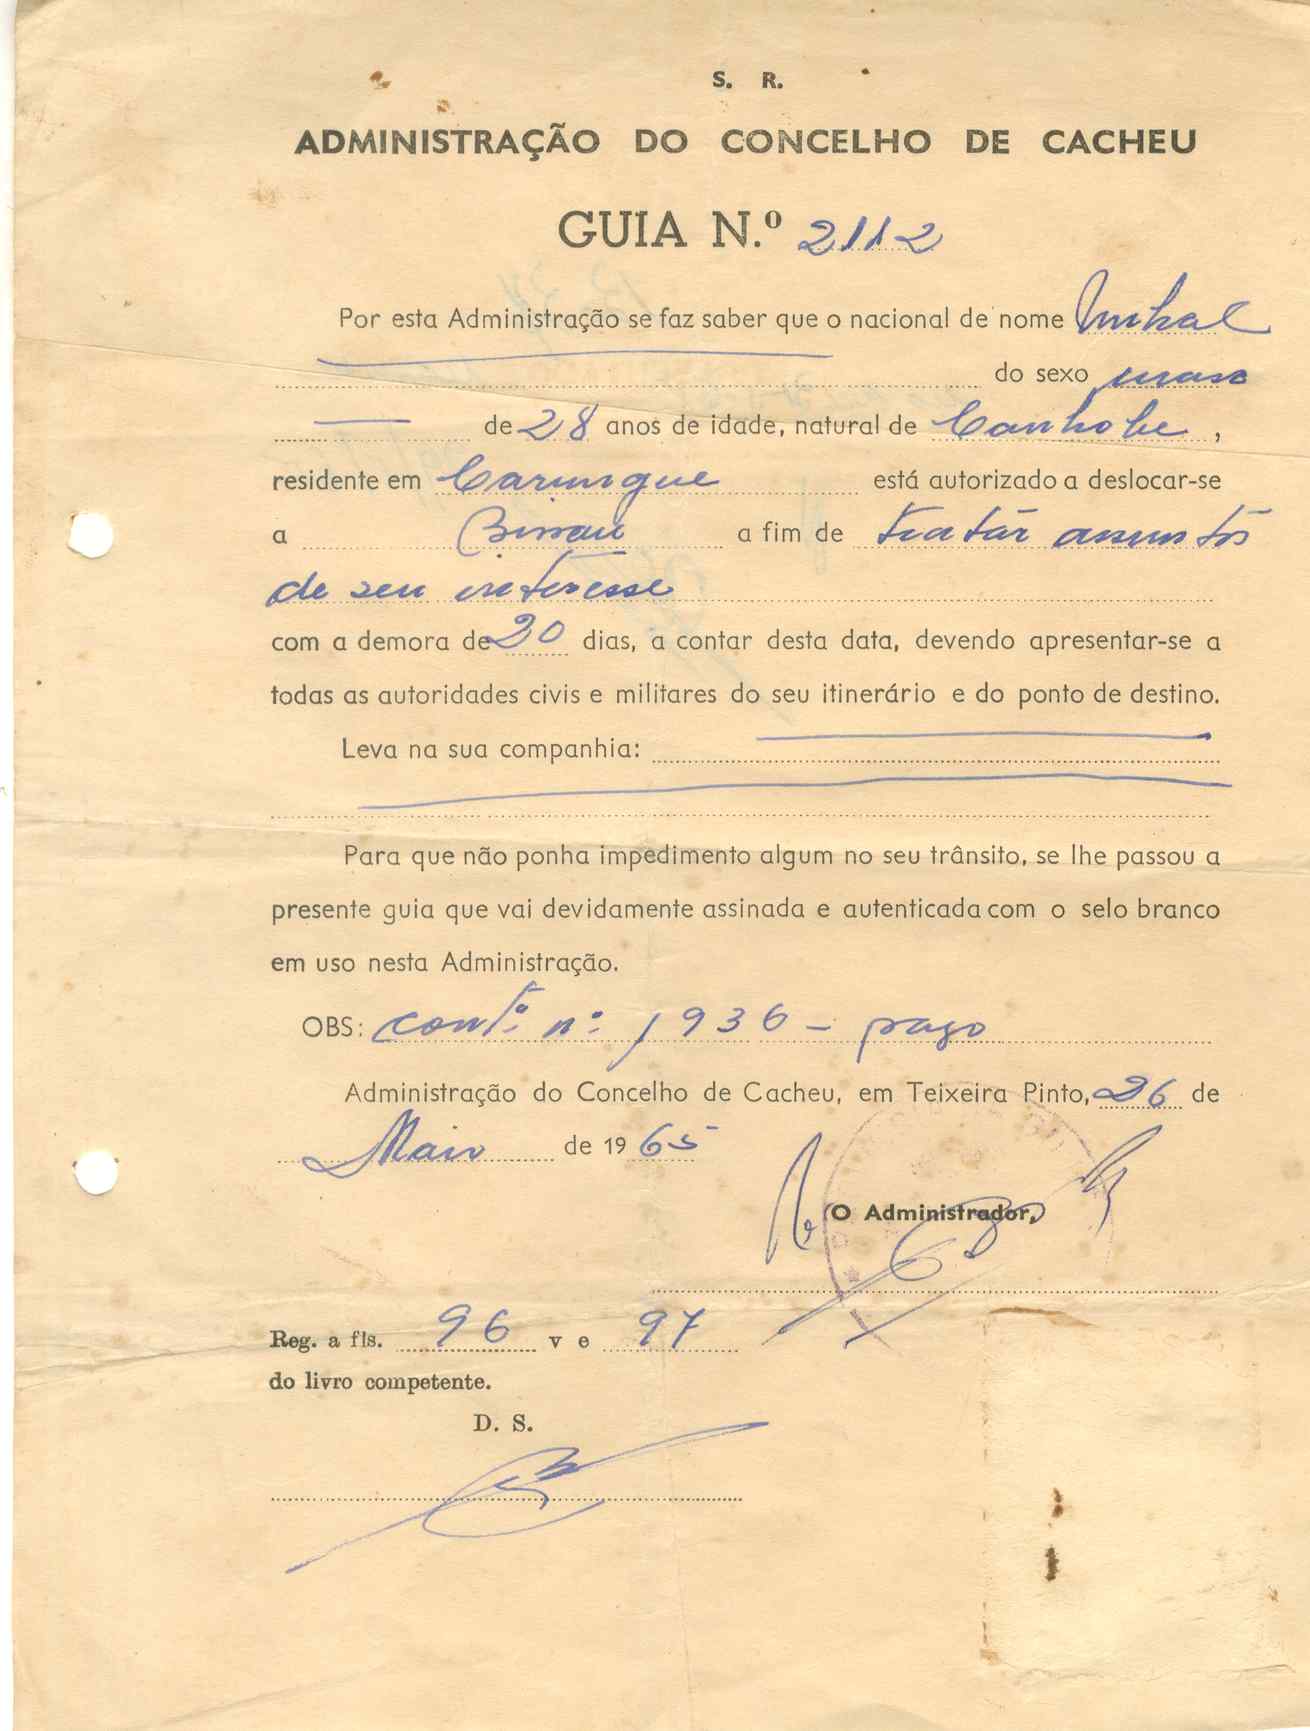 S. R.
ADMINISTRAÇÃO DO CONCELHO DE CACHEU
GUIA N.º 2112
Por esta Administração se faz saber que o nacional de nome
do sexo masc
de 28 anos de idade, natural de Canhobe,
residente em Carungue está autorizado a deslocar-se
a Bissau a fim de tratar assuntos
de seu interesse
com a demora de 20 dias, a contar desta data, devendo apresentar-se a
todas as autoridades civis e militares do seu itinerário e do ponto de destino.
Leva na sua companhia:
Para que não ponha impedimento algum no seu trânsito, se lhe passou a
presente guia que vai devidamente assinada e autenticada com o selo branco
em uso nesta Administração.
OBS: contº nº 1936 - pago
Administração do Concelho de Cacheu, em Teixeira Pinto, 26 de
Maio de 1965
O Administrador,
Reg. a fls. 96 v e 97
do livro competente.
D. S.